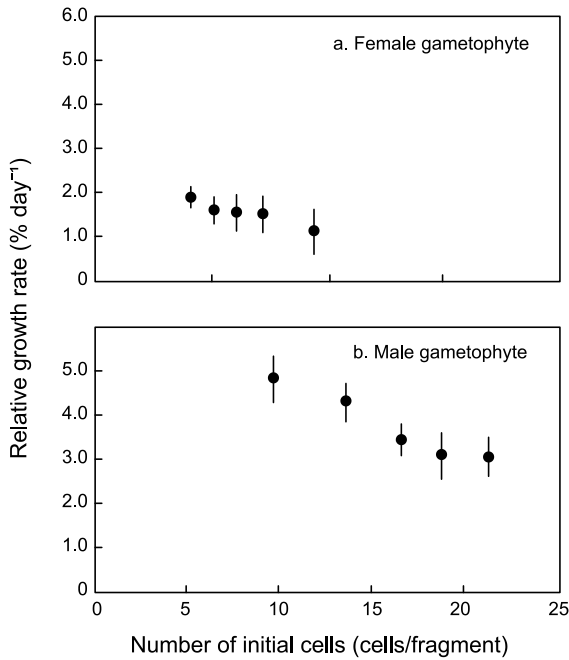 6.0
a. Female gametophyte
5.0
4.0
3.0
2.0
1.0
0
Relative growth rate (% day⁻¹)
b. Male gametophyte
5.0
4.0
3.0
2.0
1.0
0.0
0 5 10 15 20 25
Number of initial cells (cells/fragment)